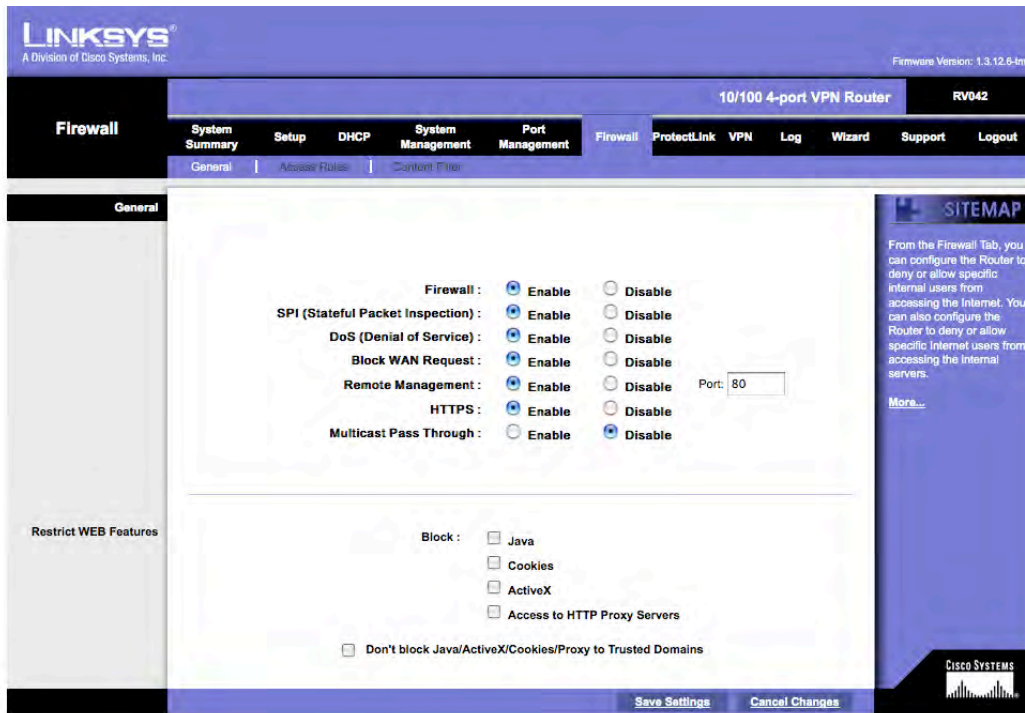 LINKSYS®
A Division of Cisco Systems, Inc.
Firmware Version: 1.3.12.6-tm
10/100 4-port VPN Router
RV042
Firewall
System Summary
Setup
DHCP
System Management
Port Management
Firewall
ProtectLink
VPN
Log
Wizard
Support
Logout
General | Access Rules | Content Filter
General
SITEMAP
From the Firewall Tab, you
can configure the Router to
deny or allow specific
internal users from
accessing the Internet. You
can also configure the
Router to deny or allow
specific Internet users from
accessing the internal
servers.
More...
Firewall : Enable Disable
SPI (Stateful Packet Inspection) : Enable Disable
DoS (Denial of Service) : Enable Disable
Block WAN Request : Enable Disable
Remote Management : Enable Disable Port: 80
HTTPS : Enable Disable
Multicast Pass Through : Enable Disable
Restrict WEB Features
Block : Java
Cookies
ActiveX
Access to HTTP Proxy Servers
Don't block Java/ActiveX/Cookies/Proxy to Trusted Domains
CISCO SYSTEMS
Save Settings
Cancel Changes